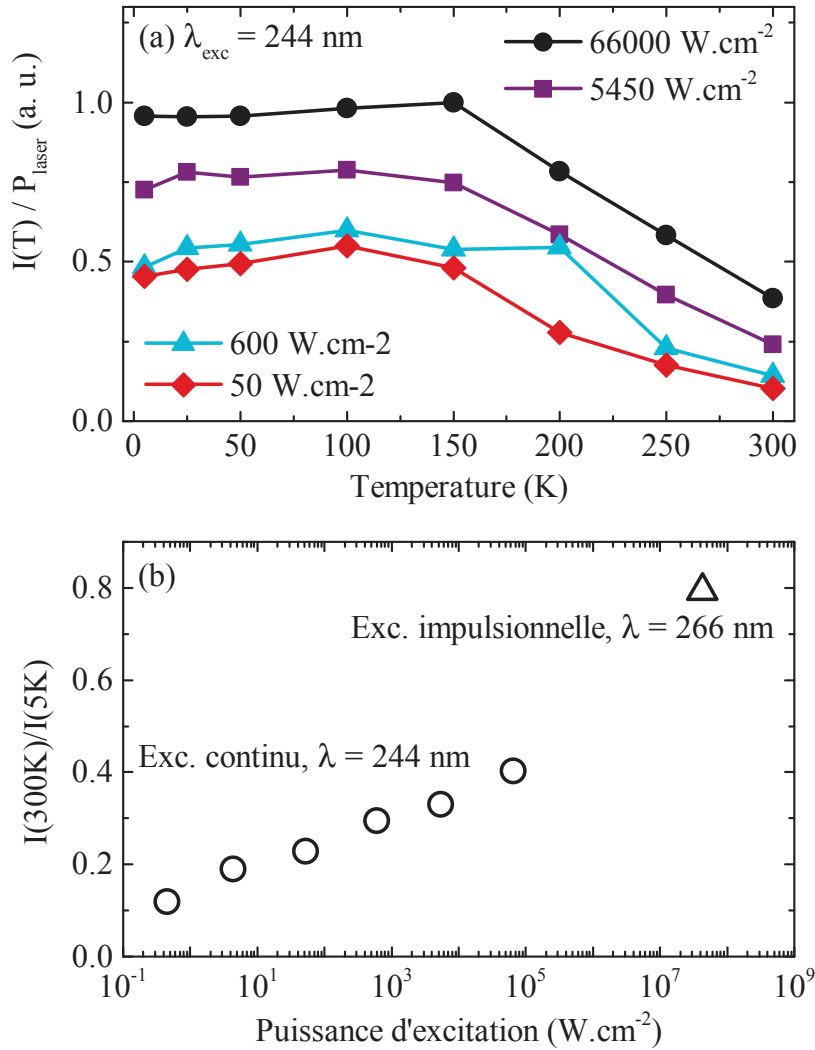 (a) λexc = 244 nm
66000 W.cm-2
5450 W.cm-2
1.0
0.5
0.0
I(T) / Plaser (a. u.)
600 W.cm-2
50 W.cm-2
0 50 100 150 200 250 300
Temperature (K)
(b)
0.8
0.6
0.4
0.2
0.0
I(300K)/I(5K)
Exc. impulsionnelle, λ = 266 nm
Exc. continu, λ = 244 nm
10-1 101 103 105 107 109
Puissance d'excitation (W.cm-2)